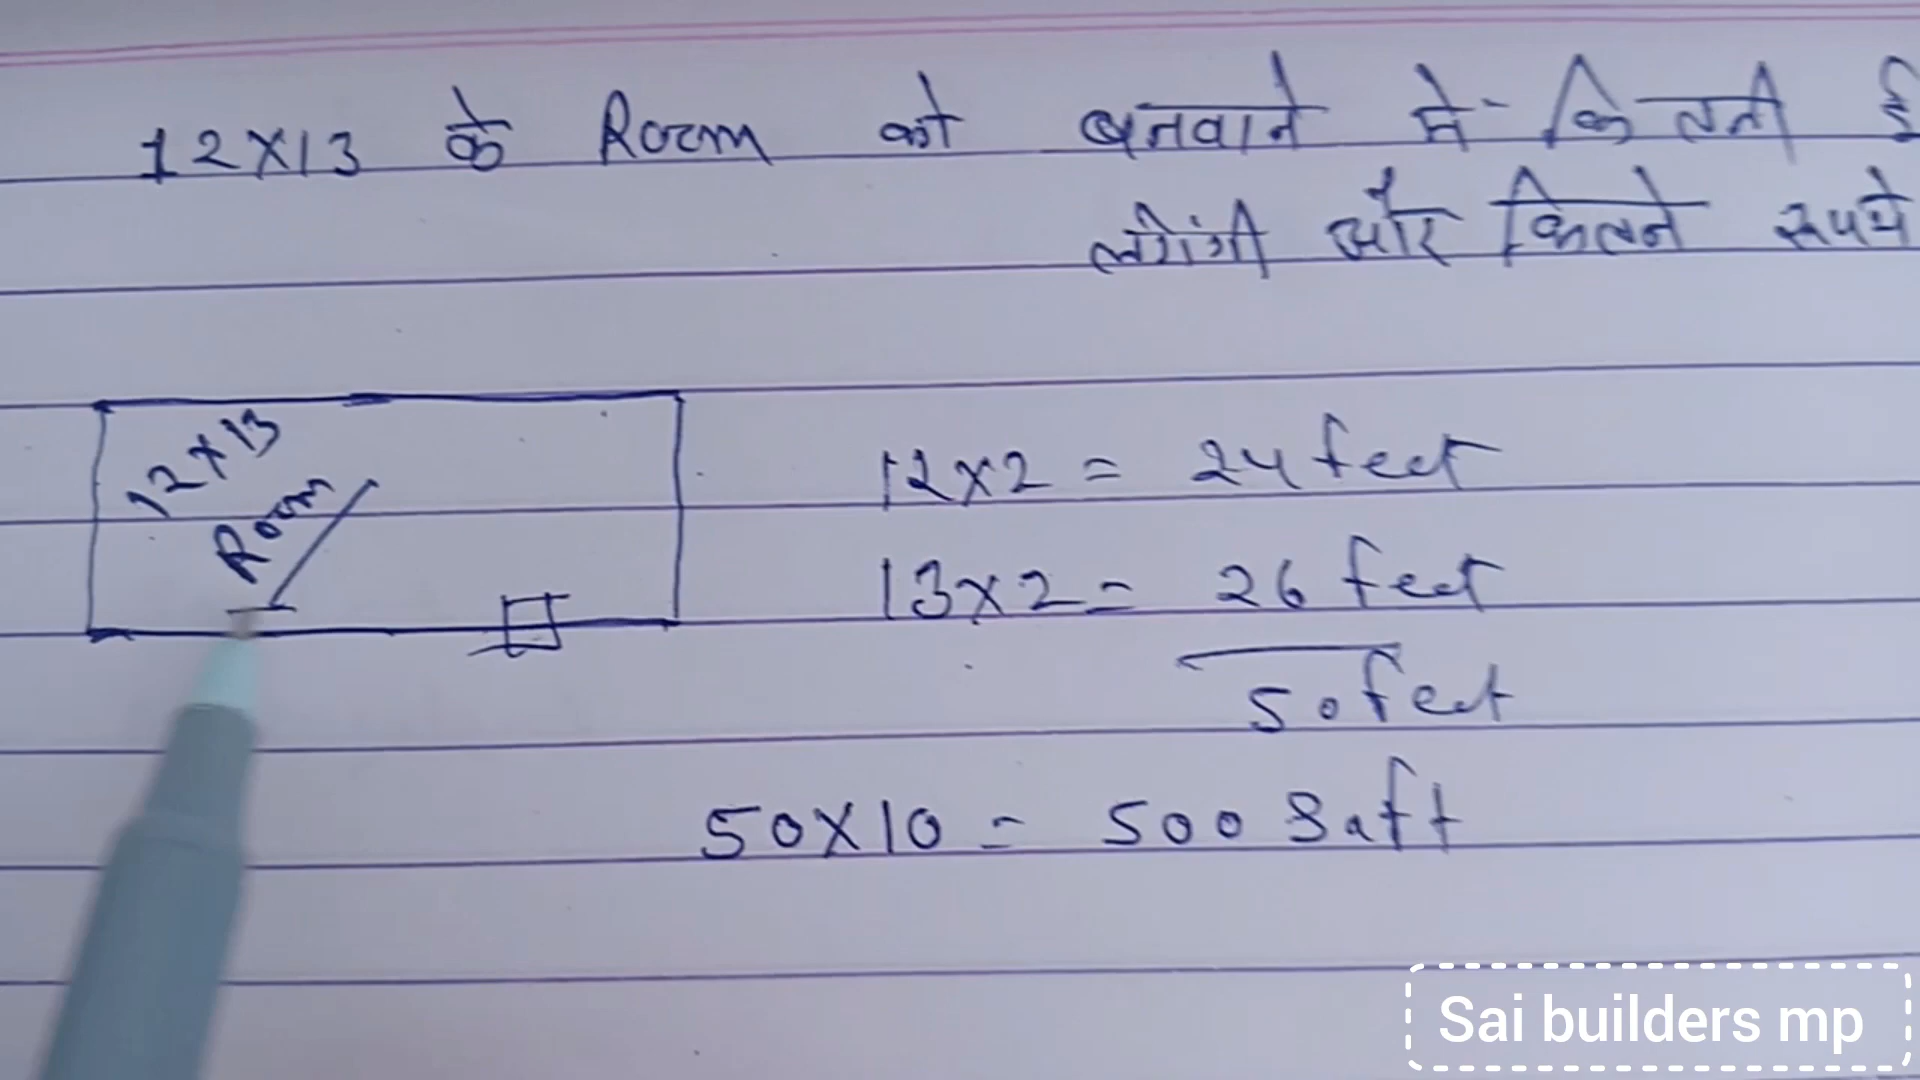 12x13 के Room को बनवाने में कितनी
लगेंगी और कितने रुपये
12x13
Room
12x2 = 24 feet
13x2 = 26 feet
50 feet
50x10 = 500 Sqft
Sai builders mp